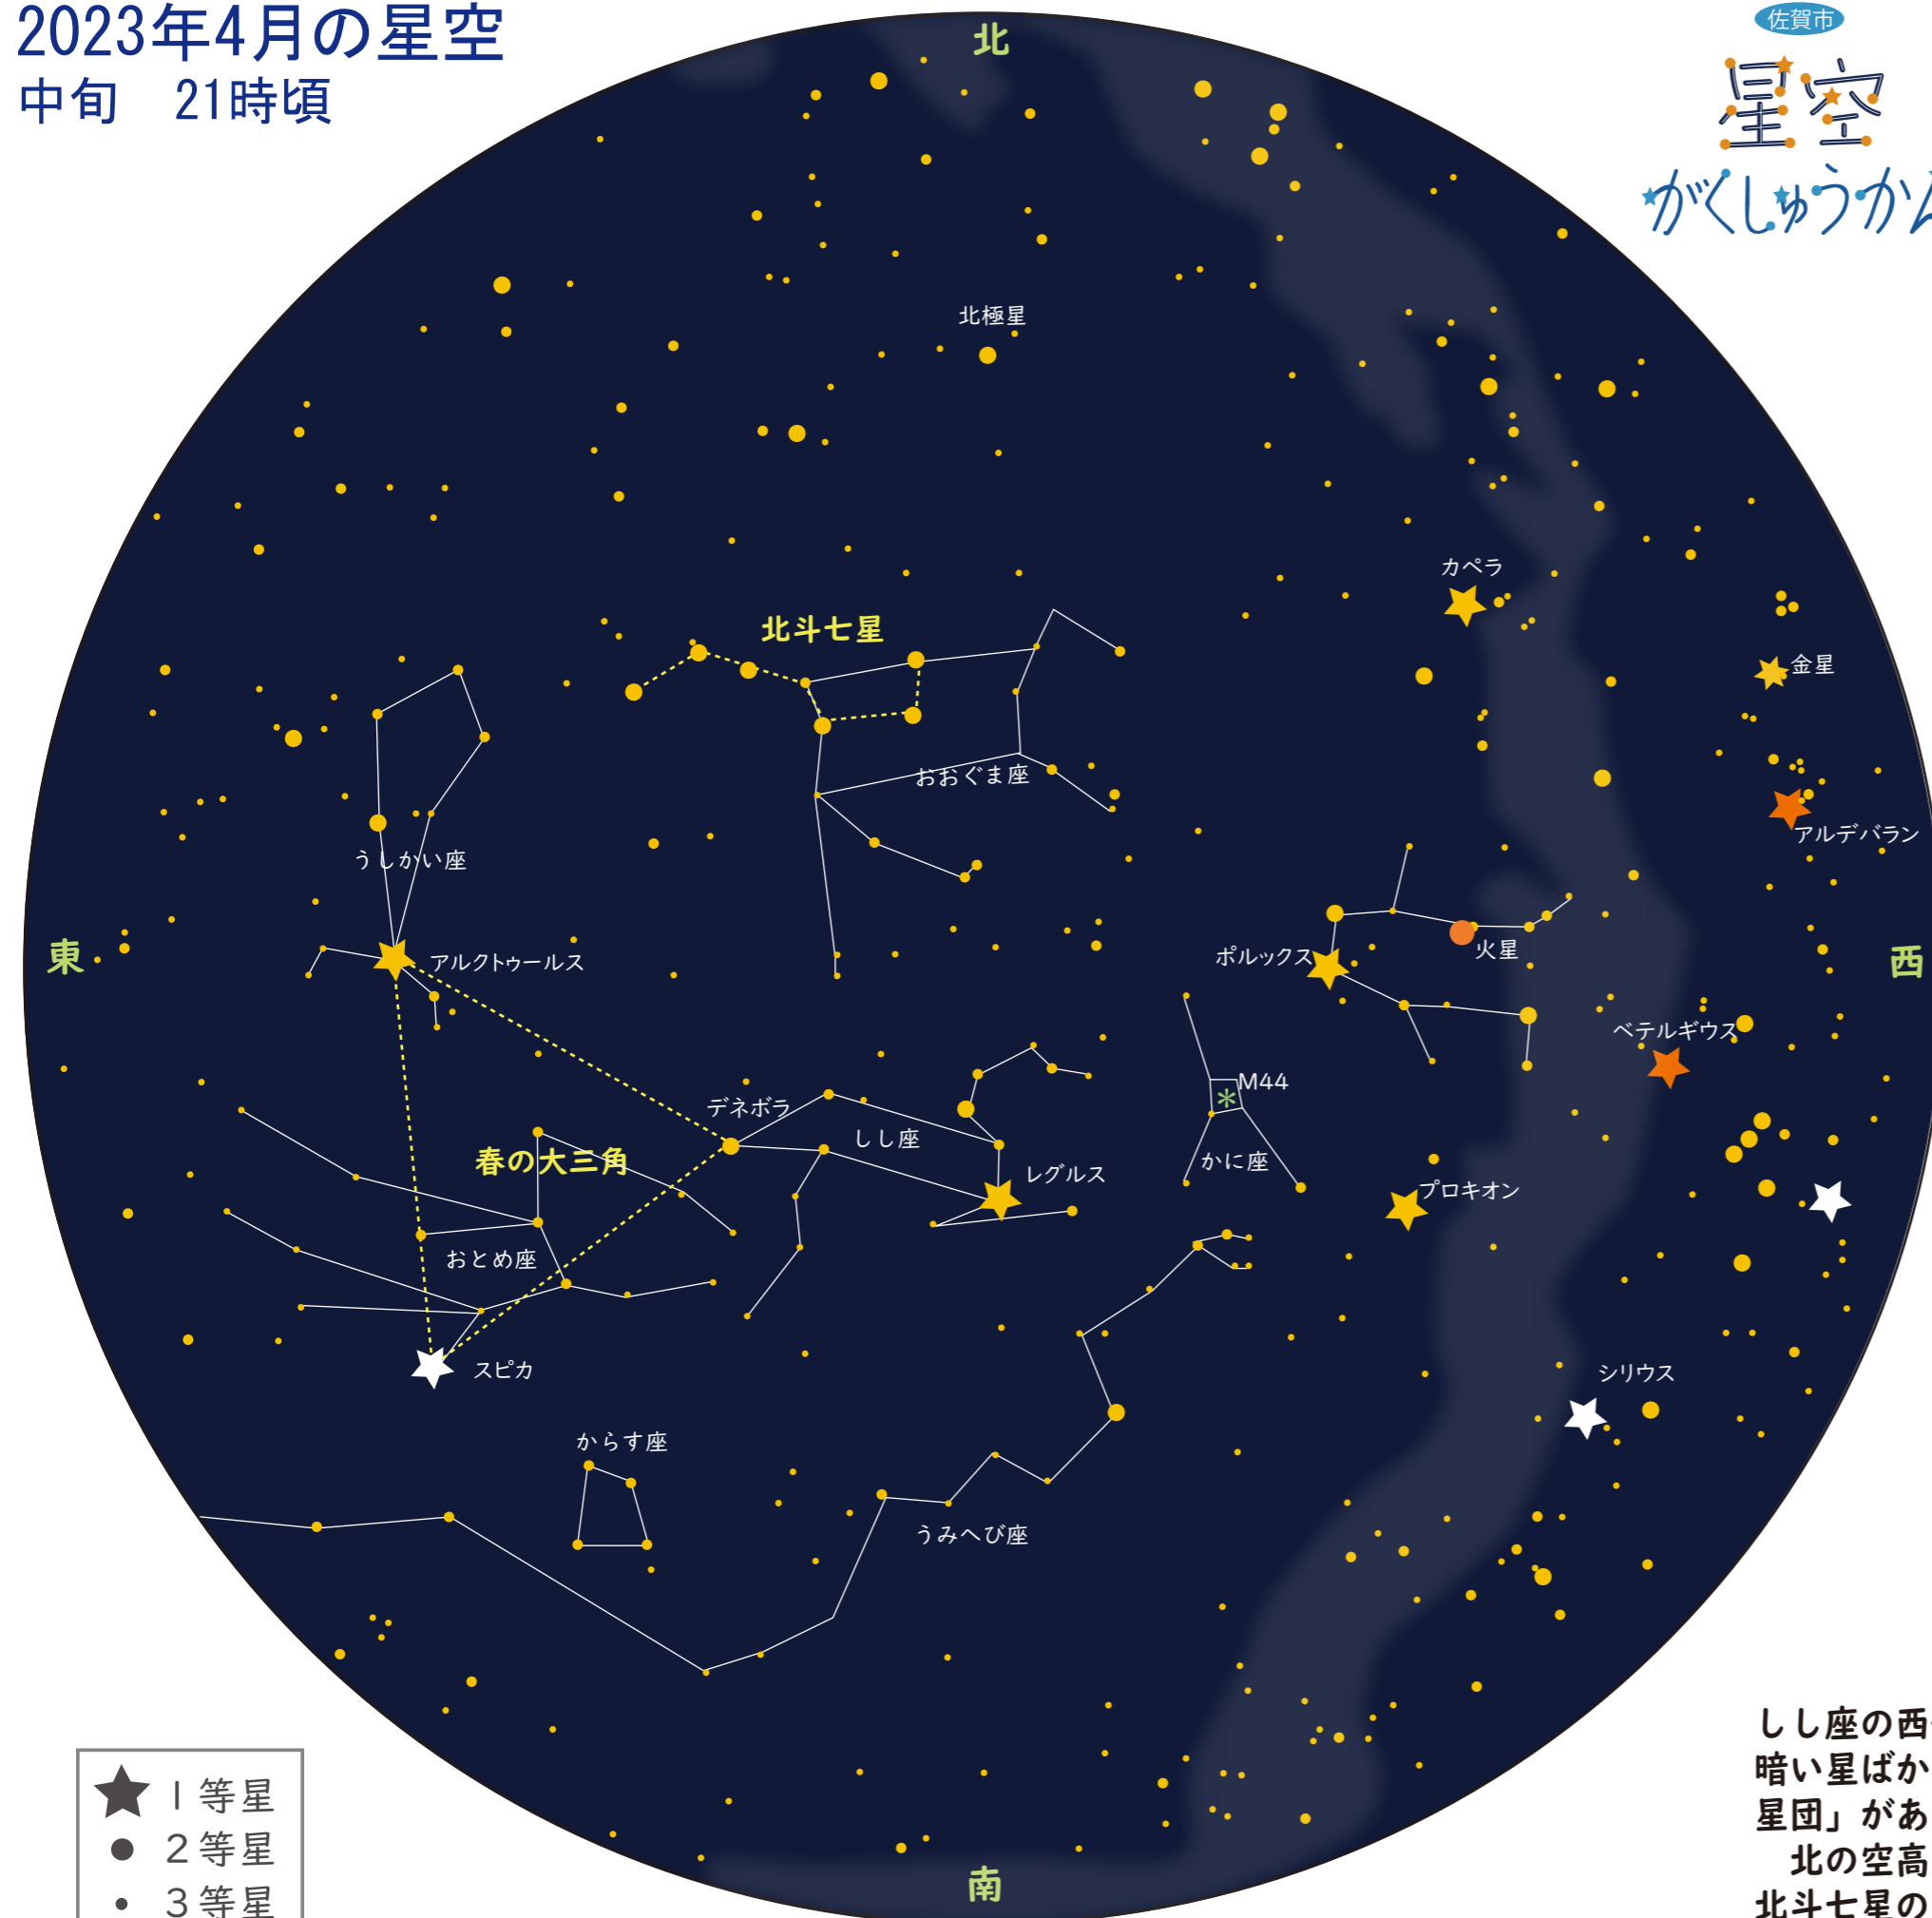 2023年4月の星空
中旬　21時頃
佐賀市
星空
がくしゅうかん
北
北極星
カペラ
北斗七星
金星
おおぐま座
アルデバラン
うしかい座
東
アルクトゥールス
ポルックス
火星
西
ベテルギウス
M44
デネボラ
しし座
春の大三角
かに座
レグルス
プロキオン
おとめ座
スピカ
シリウス
からす座
うみへび座
南
1等星
2等星
3等星
しし座の西
暗い星ばか
星団」があ
北の空高
北斗七星の